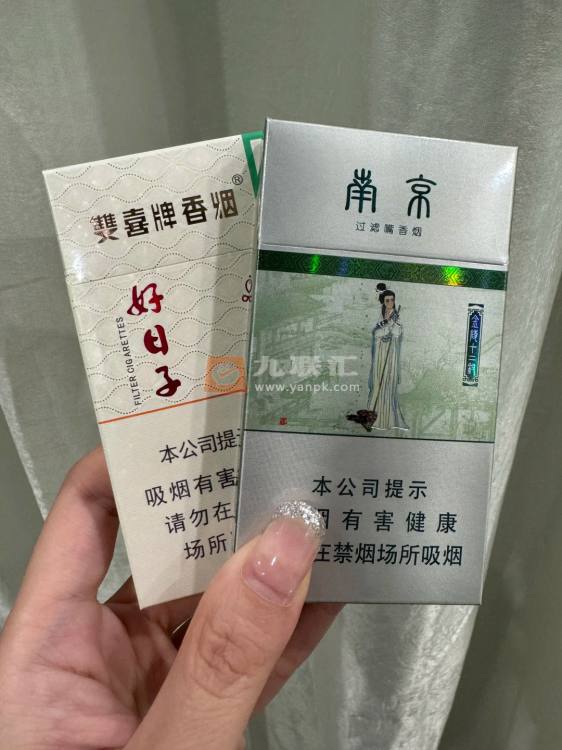 雙喜牌香烟®
好日子
FILTER CIGARETTES
本公司提示
吸烟有害
请勿在
场所
南京
过滤嘴香烟
金陵十二釵
本公司提示
烟有害健康
在禁烟场所吸烟
九联汇
www.yanpk.com